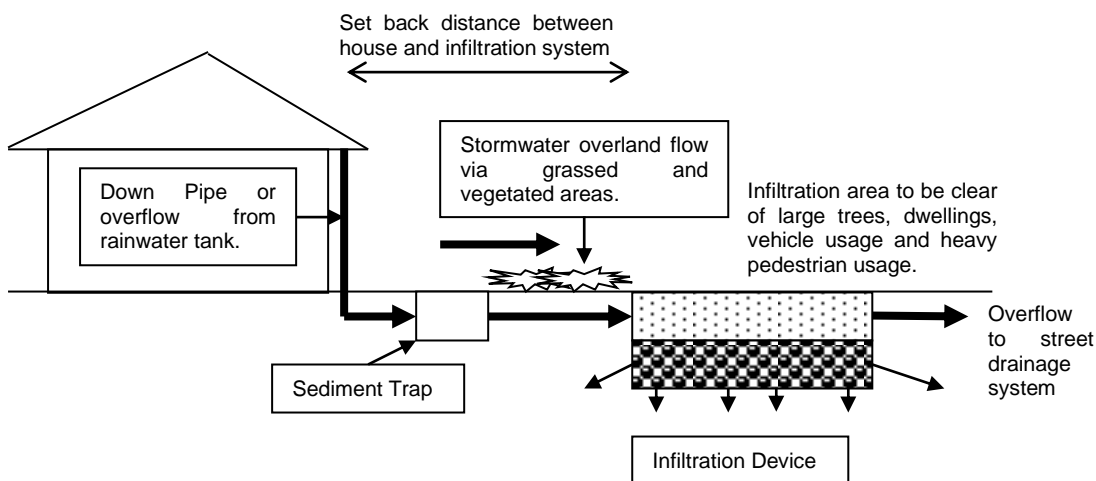 Set back distance between
house and infiltration system
Stormwater overland flow
via grassed and
vegetated areas.
Down Pipe or
overflow from
rainwater tank.
Infiltration area to be clear
of large trees, dwellings,
vehicle usage and heavy
pedestrian usage.
Overflow
to street
drainage
system
Sediment Trap
Infiltration Device